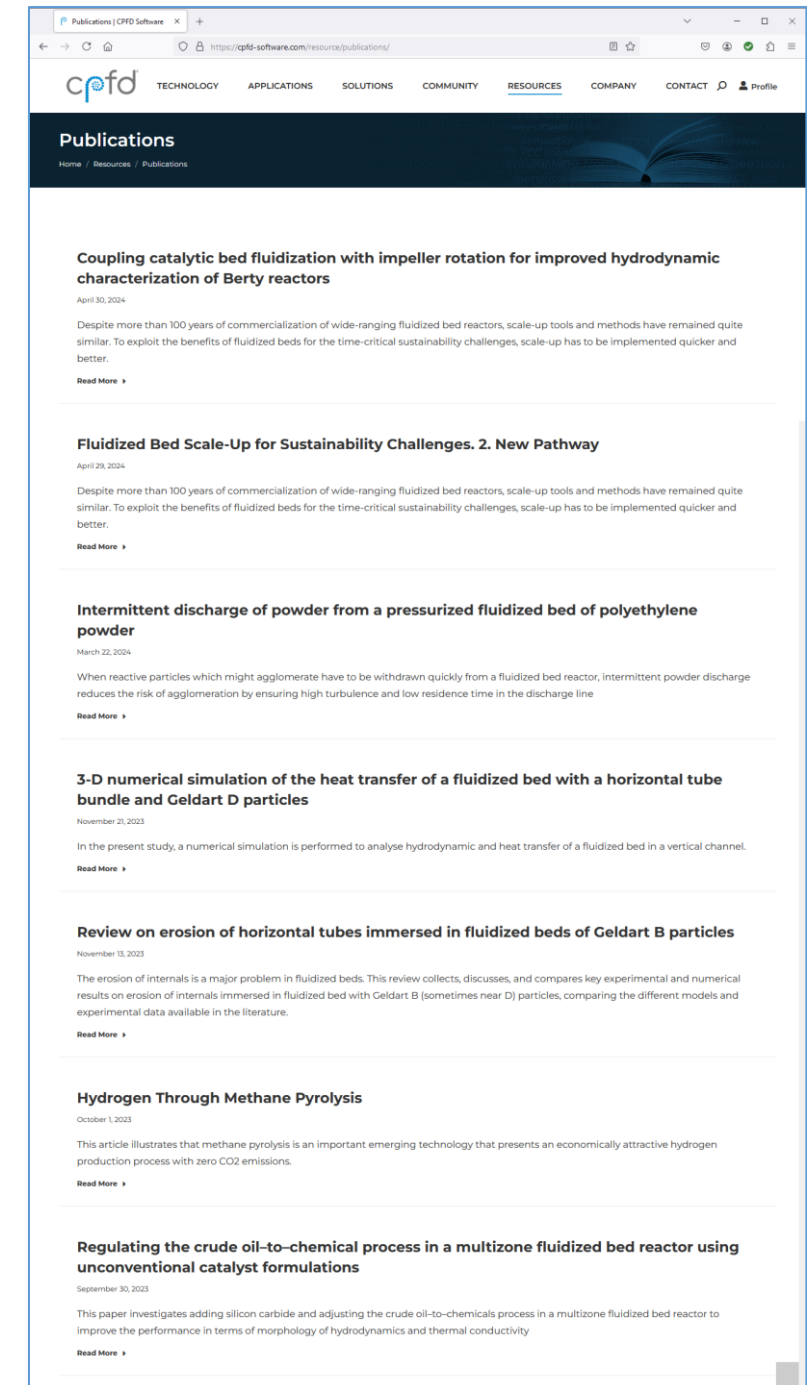 Publications | CPFD Software
https://cpfd-software.com/resource/publications/
cpfd
TECHNOLOGY APPLICATIONS SOLUTIONS COMMUNITY RESOURCES COMPANY CONTACT Profile
Publications
Home / Resources / Publications
Coupling catalytic bed fluidization with impeller rotation for improved hydrodynamic
characterization of Berty reactors
April 30, 2024
Despite more than 100 years of commercialization of wide-ranging fluidized bed reactors, scale-up tools and methods have remained quite
similar. To exploit the benefits of fluidized beds for the time-critical sustainability challenges, scale-up has to be implemented quicker and
better.
Read More
Fluidized Bed Scale-Up for Sustainability Challenges. 2. New Pathway
April 29, 2024
Despite more than 100 years of commercialization of wide-ranging fluidized bed reactors, scale-up tools and methods have remained quite
similar. To exploit the benefits of fluidized beds for the time-critical sustainability challenges, scale-up has to be implemented quicker and
better.
Read More
Intermittent discharge of powder from a pressurized fluidized bed of polyethylene
powder
March 22, 2024
When reactive particles which might agglomerate have to be withdrawn quickly from a fluidized bed reactor, intermittent powder discharge
reduces the risk of agglomeration by ensuring high turbulence and low residence time in the discharge line
Read More
3-D numerical simulation of the heat transfer of a fluidized bed with a horizontal tube
bundle and Geldart D particles
November 21, 2023
In the present study, a numerical simulation is performed to analyse hydrodynamic and heat transfer of a fluidized bed in a vertical channel.
Read More
Review on erosion of horizontal tubes immersed in fluidized beds of Geldart B particles
November 13, 2023
The erosion of internals is a major problem in fluidized beds. This review collects, discusses, and compares key experimental and numerical
results on erosion of internals immersed in fluidized bed with Geldart B (sometimes near D) particles, comparing the different models and
experimental data available in the literature.
Read More
Hydrogen Through Methane Pyrolysis
October 1, 2023
This article illustrates that methane pyrolysis is an important emerging technology that presents an economically attractive hydrogen
production process with zero CO2 emissions.
Read More
Regulating the crude oil–to–chemical process in a multizone fluidized bed reactor using
unconventional catalyst formulations
September 30, 2023
This paper investigates adding silicon carbide and adjusting the crude oil–to–chemicals process in a multizone fluidized bed reactor to
improve the performance in terms of morphology of hydrodynamics and thermal conductivity
Read More